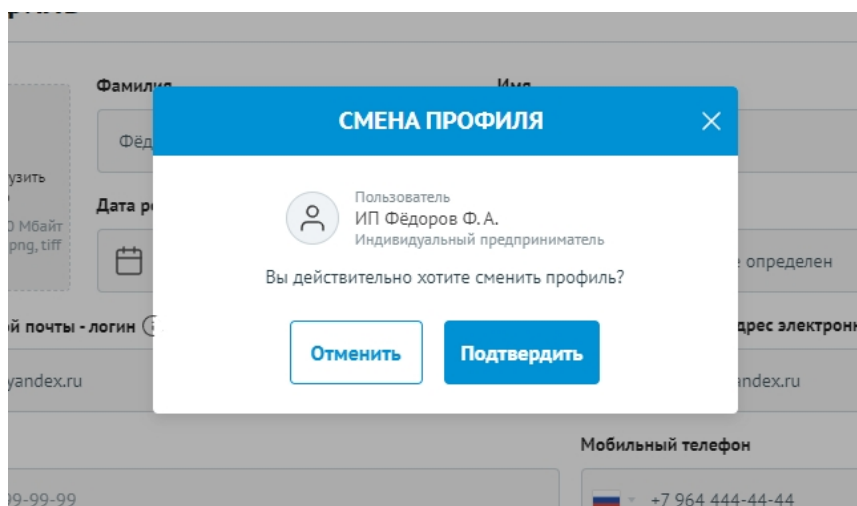 Фамилия
Имя
СМЕНА ПРОФИЛЯ
Фёд
узить
Пользователь
ИП Фёдоров Ф. А.
Индивидуальный предприниматель
Дата р
0 Мбайт
png, tiff
определен
Вы действительно хотите сменить профиль?
й почты - логин
дрес электронн
Отменить
Подтвердить
yandex.ru
ndex.ru
Мобильный телефон
99-99-99
+7 964 444-44-44